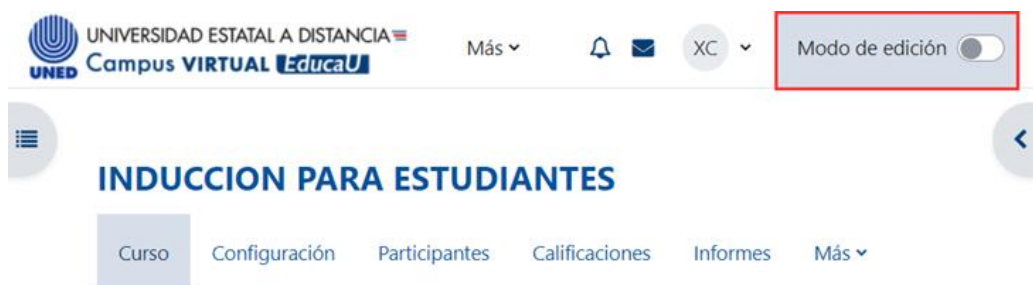 UNIVERSIDAD ESTATAL A DISTANCIA
UNED Campus VIRTUAL EducaU
Más
XC
Modo de edición
INDUCCION PARA ESTUDIANTES
Curso Configuración Participantes Calificaciones Informes Más